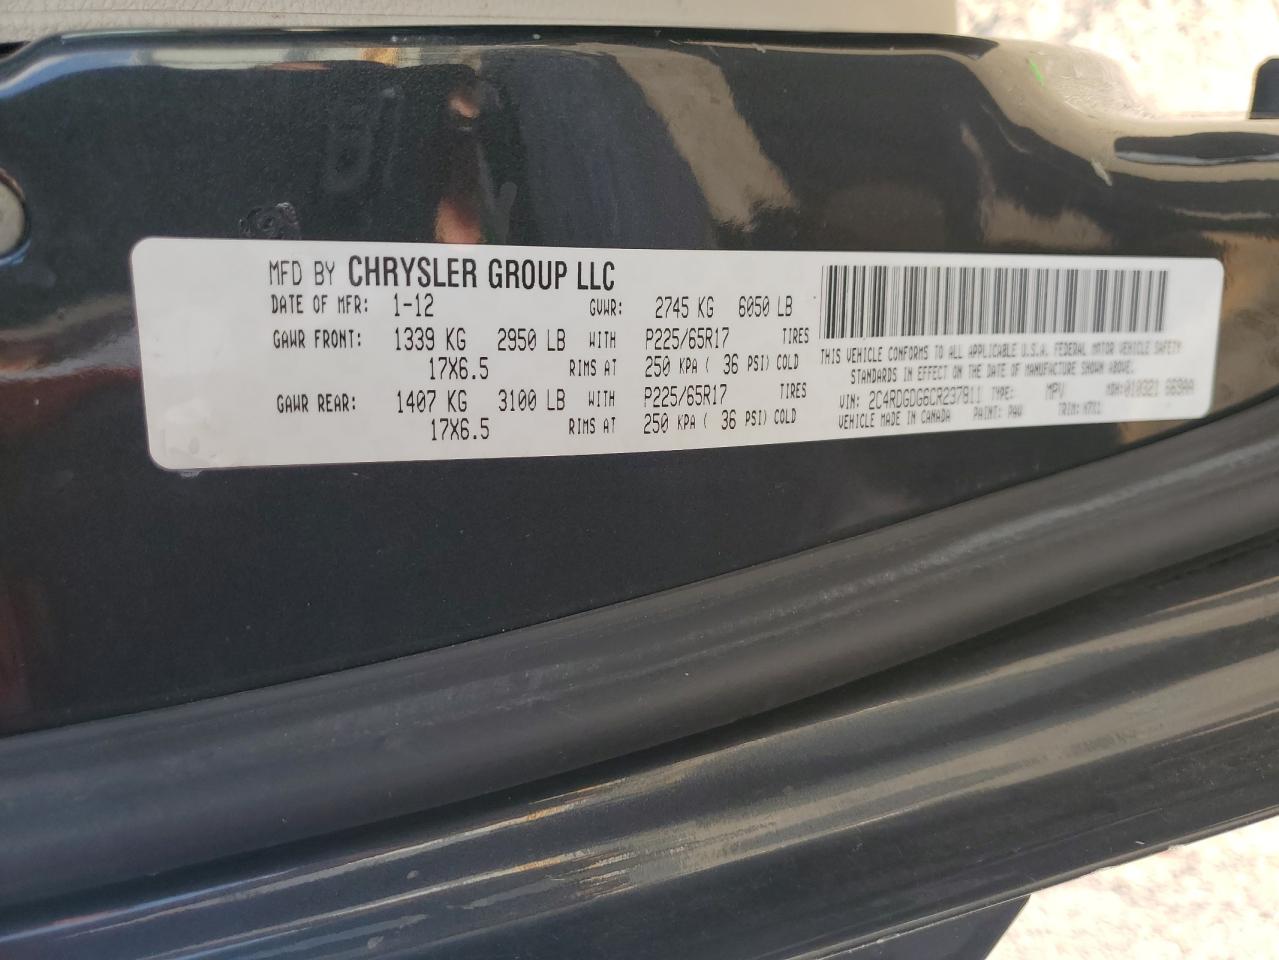 MFD BY CHRYSLER GROUP LLC
DATE OF MFR: 1-12 GVWR: 2745 KG 6050 LB
GAWR FRONT: 1339 KG 2950 LB WITH P225/65R17 TIRES
17X6.5 RIMS AT 250 KPA ( 36 PSI) COLD
GAWR REAR: 1407 KG 3100 LB WITH P225/65R17 TIRES
17X6.5 RIMS AT 250 KPA ( 36 PSI) COLD
THIS VEHICLE CONFORMS TO ALL APPLICABLE U.S.A. FEDERAL MOTOR VEHICLE SAFETY
STANDARDS IN EFFECT ON THE DATE OF MANUFACTURE SHOWN ABOVE.
VIN: 2C4RDGDG6CR237911 TYPE: MPV MDH: 010321
VEHICLE MADE IN CANADA PAINT: TRIM: